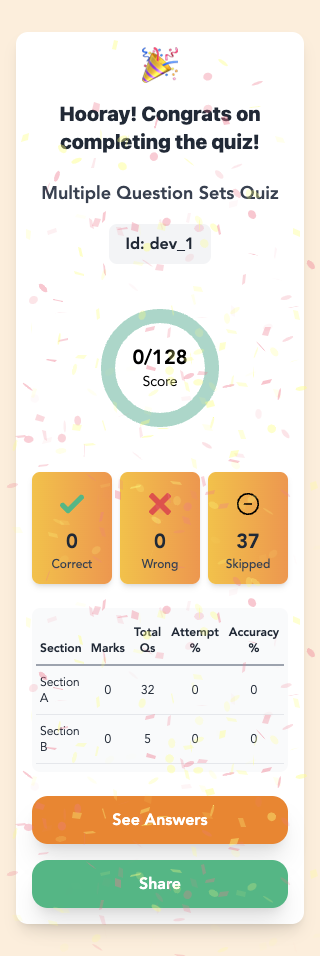 Hooray! Congrats on
completing the quiz!
Multiple Question Sets Quiz
Id: dev_1
0/128
Score
0
Correct
0
Wrong
37
Skipped
Section Marks Total Qs Attempt % Accuracy %
Section A 0 32 0 0
Section B 0 5 0 0
See Answers
Share